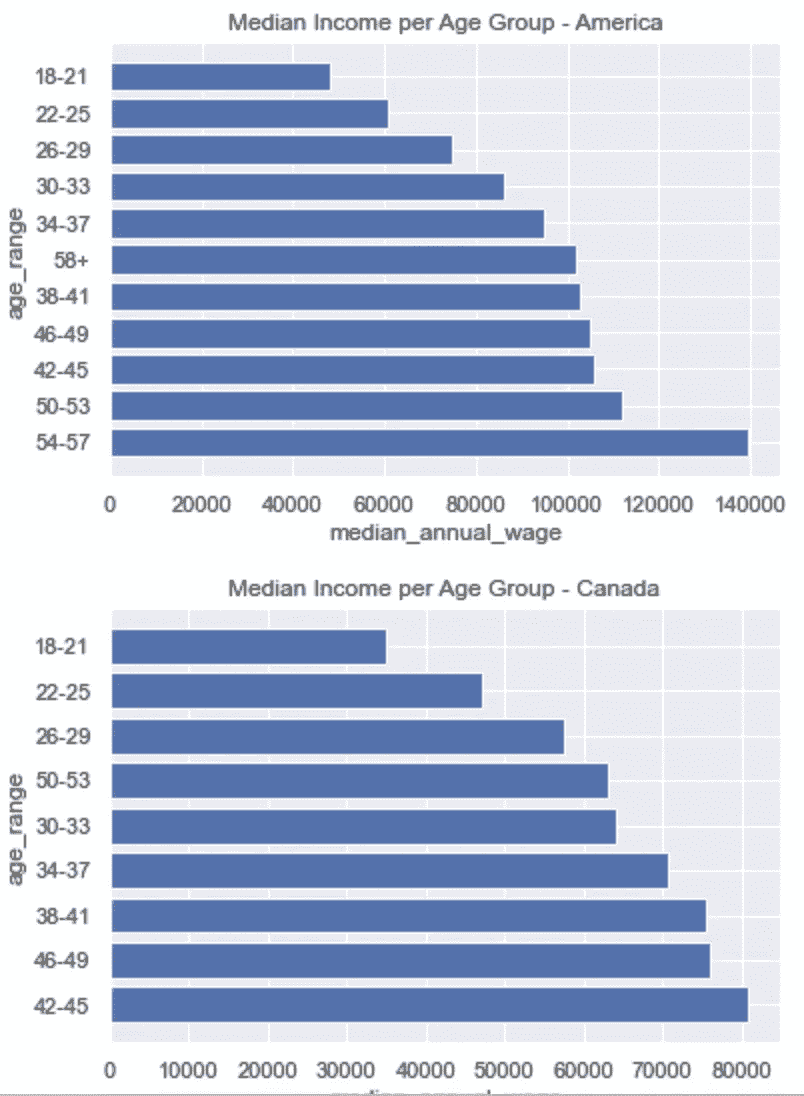 Median Income per Age Group - America
age_range
18-21
22-25
26-29
30-33
34-37
58+
38-41
46-49
42-45
50-53
54-57
0 20000 40000 60000 80000 100000 120000 140000
median_annual_wage
Median Income per Age Group - Canada
age_range
18-21
22-25
26-29
50-53
30-33
34-37
38-41
46-49
42-45
0 10000 20000 30000 40000 50000 60000 70000 80000